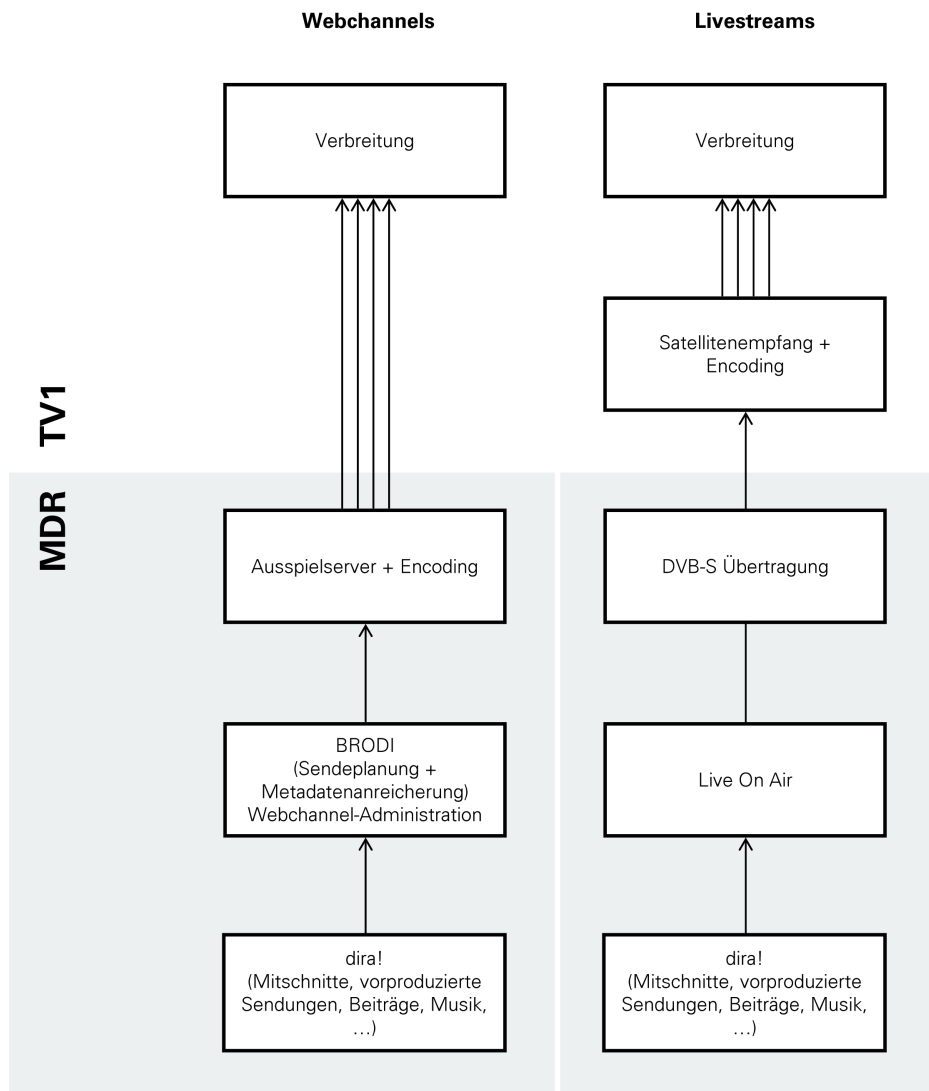 Webchannels
Livestreams
Verbreitung
Verbreitung
Satellitenempfang +
Encoding
TV1
MDR
Ausspielserver + Encoding
DVB-S Übertragung
BRODI
(Sendeplanung +
Metadatenanreicherung)
Webchannel-Administration
Live On Air
dira!
(Mitschnitte, vorproduzierte
Sendungen, Beiträge, Musik,
…)
dira!
(Mitschnitte, vorproduzierte
Sendungen, Beiträge, Musik,
…)